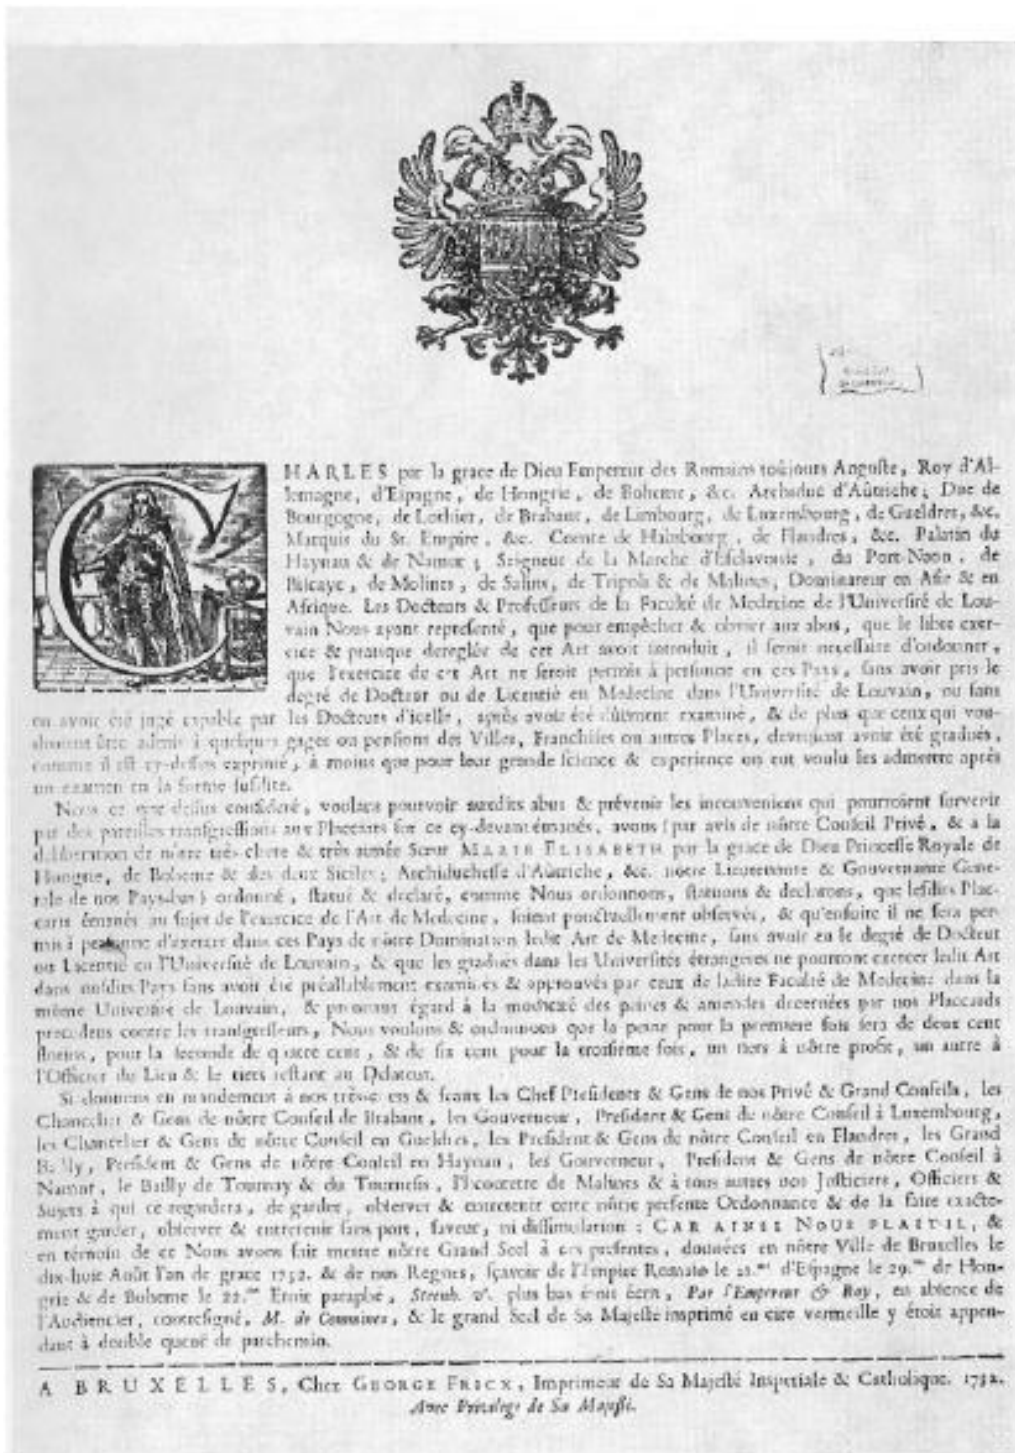 CHARLES par la grace de Dieu Empereur des Romains toûjours Auguste, Roy d'Al-
lemagne, d'Espagne, de Hongrie, de Boheme, &c. Archiduc d'Aûtriche; Duc de
Bourgogne, de Lothier, de Brabant, de Limbourg, de Luxembourg, de Gueldres, &c.
Marquis du St. Empire, &c. Comte de Habsbourg, de Flandres, &c. Palatin du
Haynau & de Namur; Seigneur de la Marche d'Esclavonie, du Port-Naon, de
Biscaye, de Molines, de Salins, de Tripola & de Malines, Dominateur en Asie & en
Afrique. Les Docteurs & Professeurs de la Faculté de Medecine de l'Université de Lou-
vain Nous ayant representé, que pour empêcher & obvier aux abus, que le libre exer-
cice & pratique dereglée de cet Art avoit introduit, il seroit necessaire d'ordonner,
que l'exercice de cet Art ne seroit permis à personne en ces Pays, sans avoir pris le
degré de Docteur ou de Licentié en Medecine dans l'Université de Louvain, ou sans
en avoir été jugé capable par les Docteurs d'icelle, après avoir été dûement examiné, & de plus que ceux qui vou-
droient être admis à quelques gages ou pensions des Villes, Franchises ou autres Places, devroient avoir été gradués,
comme il est cy-dessus exprimé, à moins que pour leur grande science & experience on eut voulu les admettre après
un examen en la forme susdite.
Nous ce que dessus consideré, voulans pourvoir ausdits abus & prévenir les inconveniens qui pourroient survenir
par des pareilles transgressions aux Placcarts sur ce cy-devant émanés, avons (par avis de nôtre Conseil Privé, & a la
deliberation de nôtre très-chere & très aimée Sœur MARIE ELISABETH par la grace de Dieu Princesse Royale de
Hongrie, de Boheme & des deux Siciles; Archiduchesse d'Aûtriche, &c. nôtre Lieutenante & Gouvernante Gene-
rale de nos Pays-bas) ordonné, statué & declaré, comme Nous ordonnons, statuons & declarons, que lesdits Plac-
carts émanés au sujet de l'exercice de l'Art de Medecine, soient ponctuellement observés, & qu'ensuite il ne sera per-
mis à personne d'exercer dans ces Pays de nôtre Domination ledit Art de Medecine, sans avoir eu le degré de Docteur
ou Licentié en l'Université de Louvain, & que les gradués dans les Universités étrangeres ne pourront exercer ledit Art
dans nosdits Pays sans avoir été préallablement examinés & approuvés par ceux de ladite Faculté de Medecine dans la
même Université de Louvain, & prennant égard à la modicité des peines & amendes decernées par nos Placcards
precedens contre les transgresseurs, Nous voulons & ordonnons que la peine pour la premiere fois sera de deux cent
florins, pour la seconde de quatre cent, & de six cent pour la troisiéme fois, un tiers à nôtre profit, un autre à
l'Officier du Lieu & le tiers restant au Delateur.
Si donnons en mandement à nos très-chers & feaux les Chef Presidents & Gens de nos Privé & Grand Conseils, les
Chancelier & Gens de nôtre Conseil de Brabant, les Gouverneur, President & Gens de nôtre Conseil à Luxembourg,
les Chancelier & Gens de nôtre Conseil en Gueldres, les President & Gens de nôtre Conseil en Flandres, les Grand
Bailly, President & Gens de nôtre Conseil en Haynau, les Gouverneur, President & Gens de nôtre Conseil à
Namur, le Bailly de Tournay & du Tournesis, l'Escoutette de Malines & à tous autres nos Justiciers, Officiers &
Sujets à qui ce regardera, de garder, observer & entretenir cette nôtre presente Ordonnance & de la faire exacte-
ment garder, observer & entretenir sans port, faveur, ni dissimulation: CAR AINSI NOUS PLAIT-IL, &
en témoin de ce Nous avons fait mettre nôtre Grand Seel à ces presentes, données en nôtre Ville de Bruxelles le
dix-huit Août l'an de grace 1732. & de nos Regnes, sçavoir de l'Empire Romain le 21.me d'Espagne le 29.me de Hon-
grie & de Boheme le 22.me Etoit paraphé, Steenh. vt. plus bas étoit écrit, Par l'Empereur & Roy, en absence de
l'Audiencier, contresigné, M. de Commines, & le grand Seel de Sa Majesté imprimé en cire vermeille y étoit appen-
dant à double queuë de parchemin.
A BRUXELLES, Chez GEORGE FRICX, Imprimeur de Sa Majesté Imperiale & Catholique. 1732.
Avec Privilege de Sa Majesté.